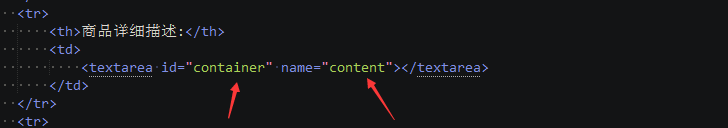 <tr>
<th>商品详细描述:</th>
<td>
<textarea id="container" name="content"></textarea>
</td>
</tr>
<tr>